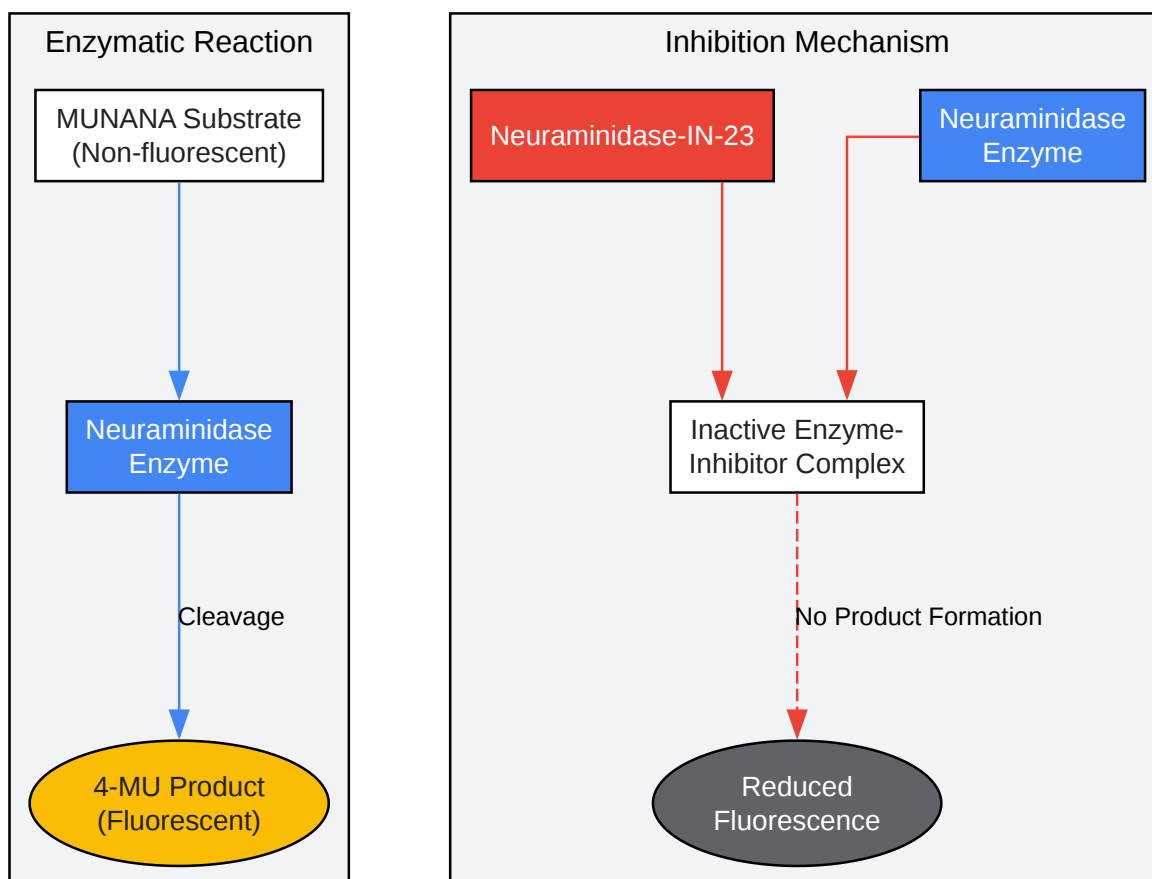 Enzymatic Reaction
MUNANA Substrate
(Non-fluorescent)
Neuraminidase
Enzyme
Cleavage
4-MU Product
(Fluorescent)
Inhibition Mechanism
Neuraminidase-IN-23
Neuraminidase
Enzyme
Inactive Enzyme-
Inhibitor Complex
No Product Formation
Reduced
Fluorescence